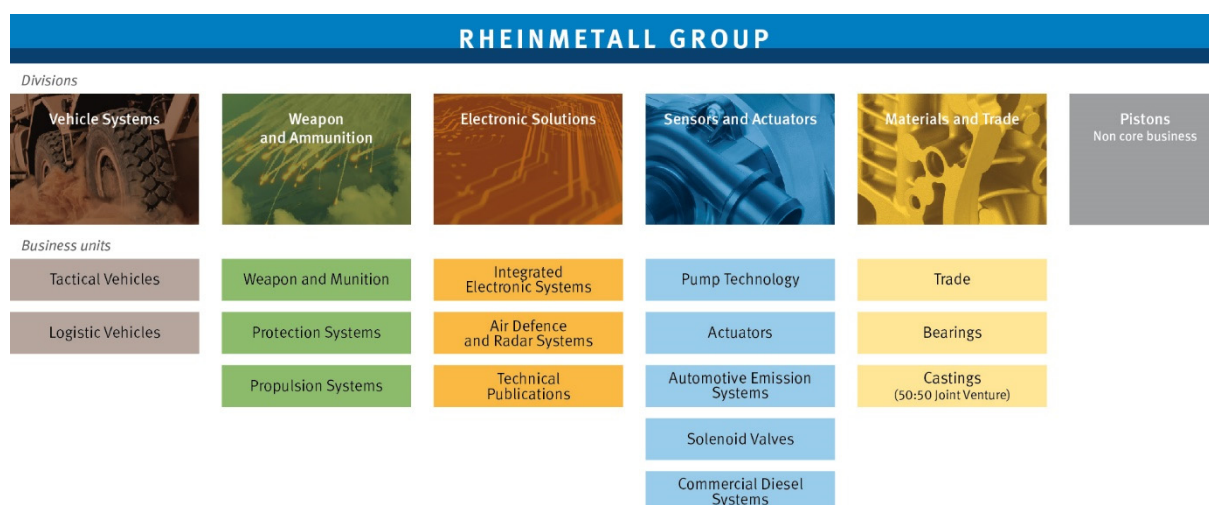 RHEINMETALL GROUP
Divisions
Vehicle Systems
Weapon
and Ammunition
Electronic Solutions
Sensors and Actuators
Materials and Trade
Pistons
Non core business
Business units
Tactical Vehicles
Logistic Vehicles
Weapon and Munition
Protection Systems
Propulsion Systems
Integrated
Electronic Systems
Air Defence
and Radar Systems
Technical
Publications
Pump Technology
Actuators
Automotive Emission
Systems
Solenoid Valves
Commercial Diesel
Systems
Trade
Bearings
Castings
(50:50 Joint Venture)